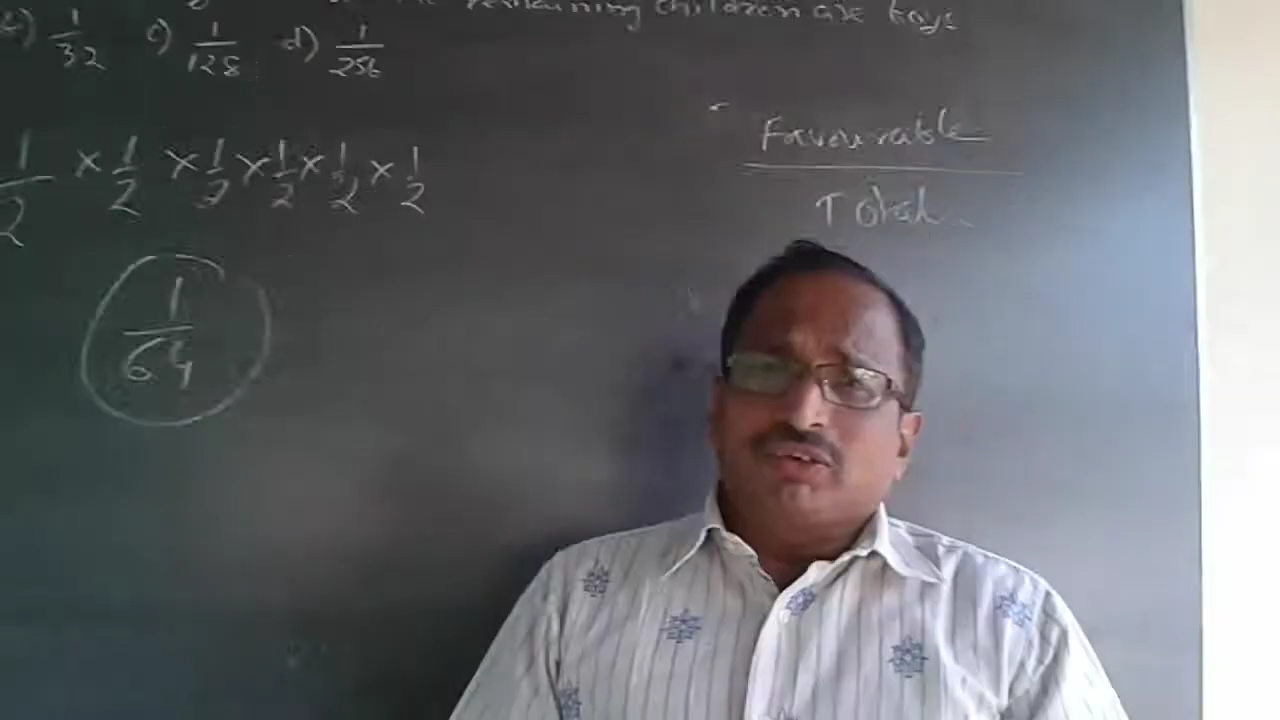 remaining children are boys
1/32 c) 1/128 d) 1/256
Favourable
Total
1/2 × 1/2 × 1/2 × 1/2 × 1/2 × 1/2
1/64